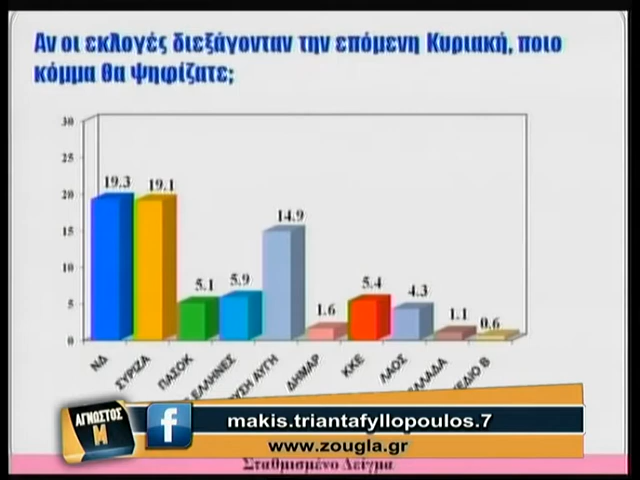 Αν οι εκλογές διεξάγονταν την επόμενη Κυριακή, ποιο
κόμμα θα ψηφίζατε;
30
25
20
15
10
5
0
19.3
19.1
5.1
5.9
14.9
1.6
5.4
4.3
1.1
0.6
ΝΔ
ΣΥΡΙΖΑ
ΠΑΣΟΚ
ΕΛΛΗΝΕΣ
ΑΥΓΗ
ΔΗΜΑΡ
ΚΚΕ
ΛΑΟΣ
Β
ΑΓΝΩΣΤΟΣ
Μ
f
makis.triantafyllopoulos.7
www.zougla.gr
Σταθμισμένο Δείγμα